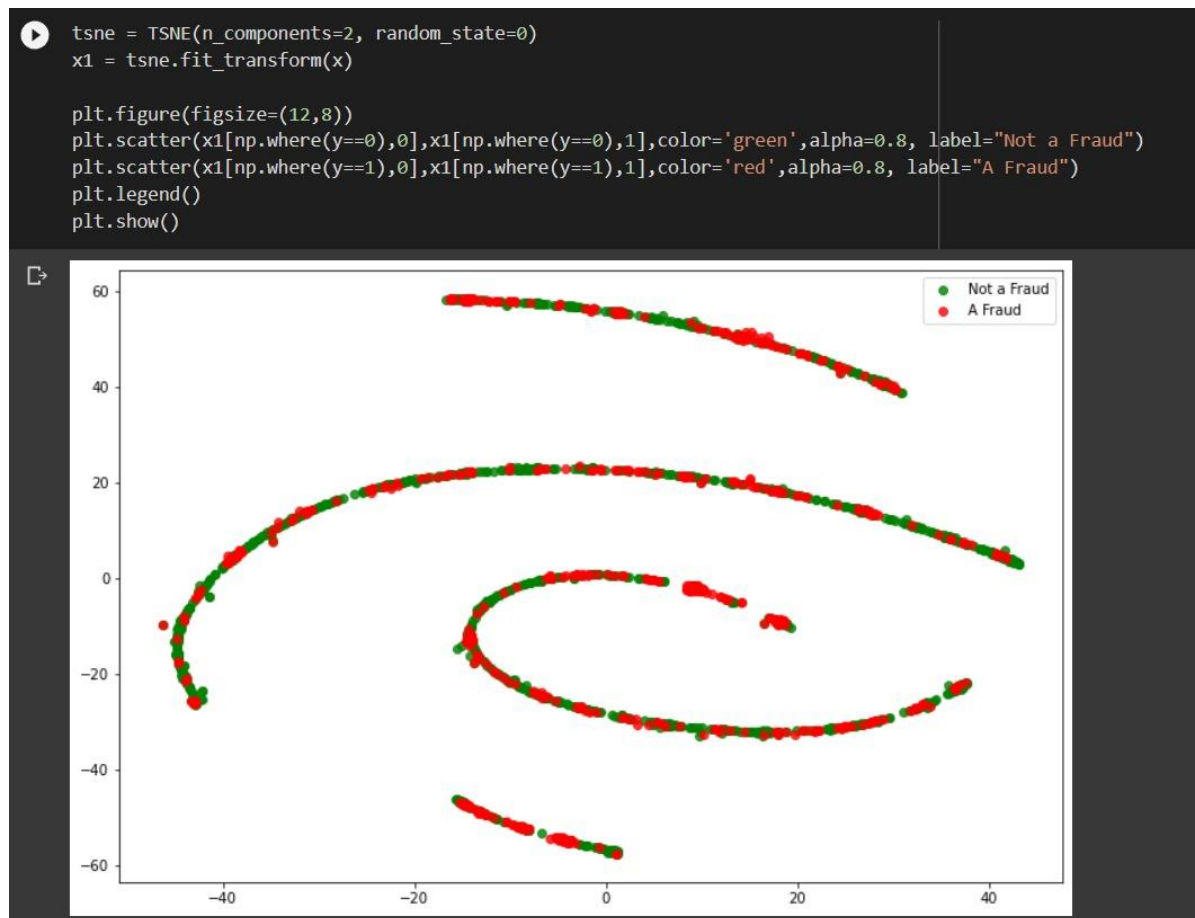 tsne = TSNE(n_components=2, random_state=0)
x1 = tsne.fit_transform(x)
plt.figure(figsize=(12,8))
plt.scatter(x1[np.where(y==0),0],x1[np.where(y==0),1],color='green',alpha=0.8, label="Not a Fraud")
plt.scatter(x1[np.where(y==1),0],x1[np.where(y==1),1],color='red',alpha=0.8, label="A Fraud")
plt.legend()
plt.show()
Not a Fraud
A Fraud
60
40
20
0
−20
−40
−60
−40 −20 0 20 40